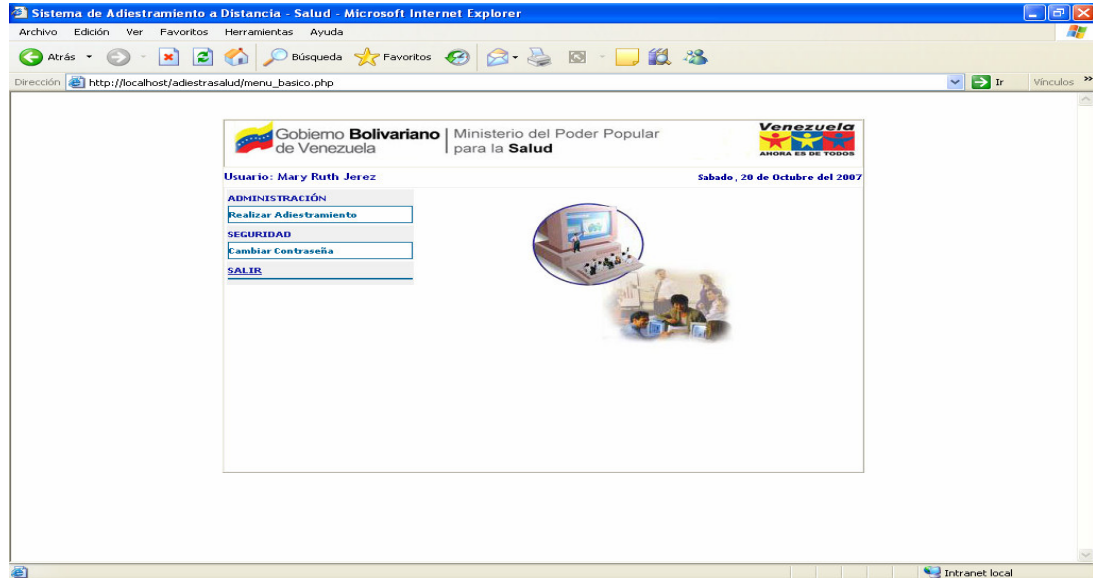 Sistema de Adiestramiento a Distancia - Salud - Microsoft Internet Explorer
Archivo Edición Ver Favoritos Herramientas Ayuda
Atrás Búsqueda Favoritos
Dirección http://localhost/adiestrasalud/menu_basico.php Ir Vínculos »
Gobierno Bolivariano de Venezuela
Ministerio del Poder Popular para la Salud
Venezuela
AHORA ES DE TODOS
Usuario: Mary Ruth Jerez Sabado, 20 de Octubre del 2007
ADMINISTRACIÓN
Realizar Adiestramiento
SEGURIDAD
Cambiar Contraseña
SALIR
Intranet local